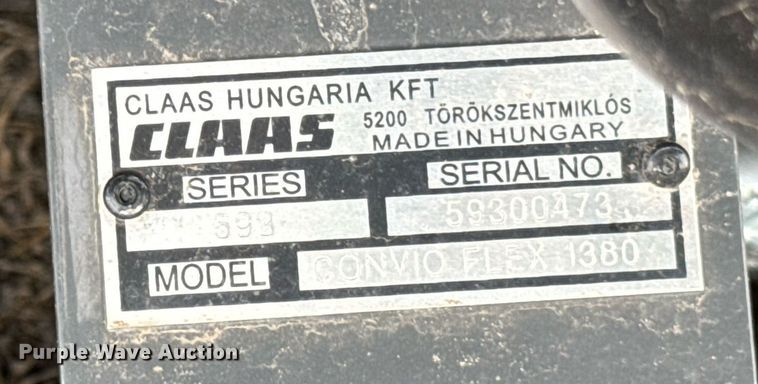 CLAAS HUNGARIA KFT
CLAAS 5200 TÖRÖKSZENTMIKLÓS
MADE IN HUNGARY
SERIES SERIAL NO.
59300473
MODEL CONVIO FLEX 1380
Purple Wave Auction